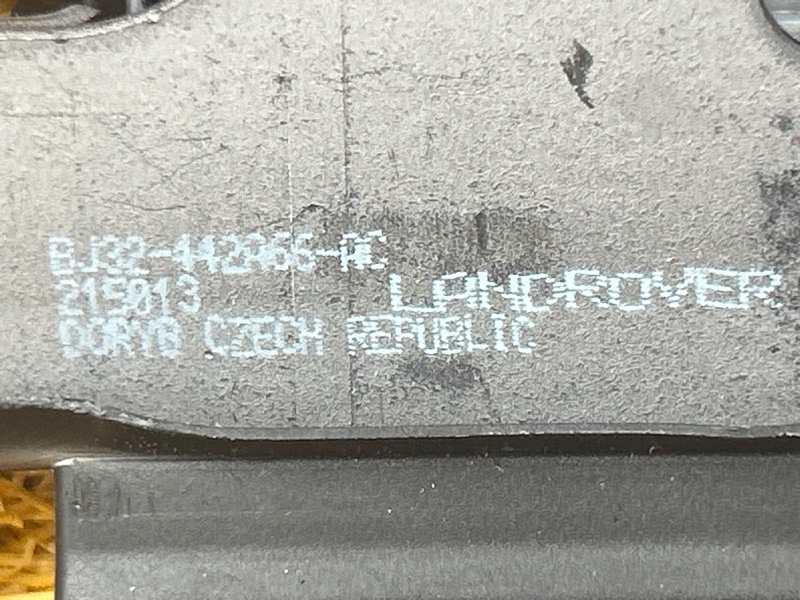 BJ32-442A66-AC
215013
LANDROVER
DORYB CZECH REPUBLIC